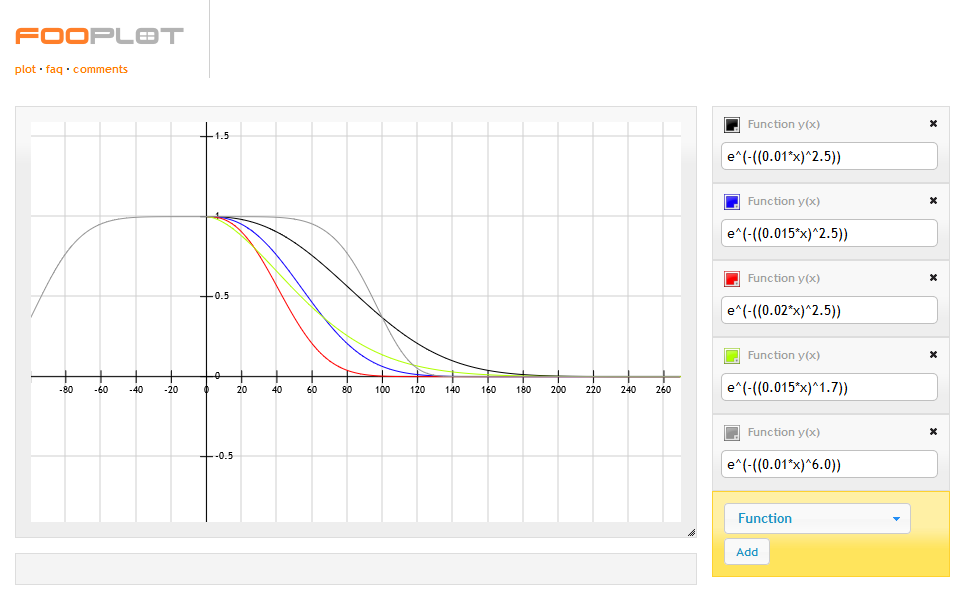 FOOPLOT
plot · faq · comments
1.5
1
0.5
0
-0.5
-80 -60 -40 -20 0 20 40 60 80 100 120 140 160 180 200 220 240 260
Function y(x) ✖
e^(-((0.01*x)^2.5))
Function y(x) ✖
e^(-((0.015*x)^2.5))
Function y(x) ✖
e^(-((0.02*x)^2.5))
Function y(x) ✖
e^(-((0.015*x)^1.7))
Function y(x) ✖
e^(-((0.01*x)^6.0))
Function
Add